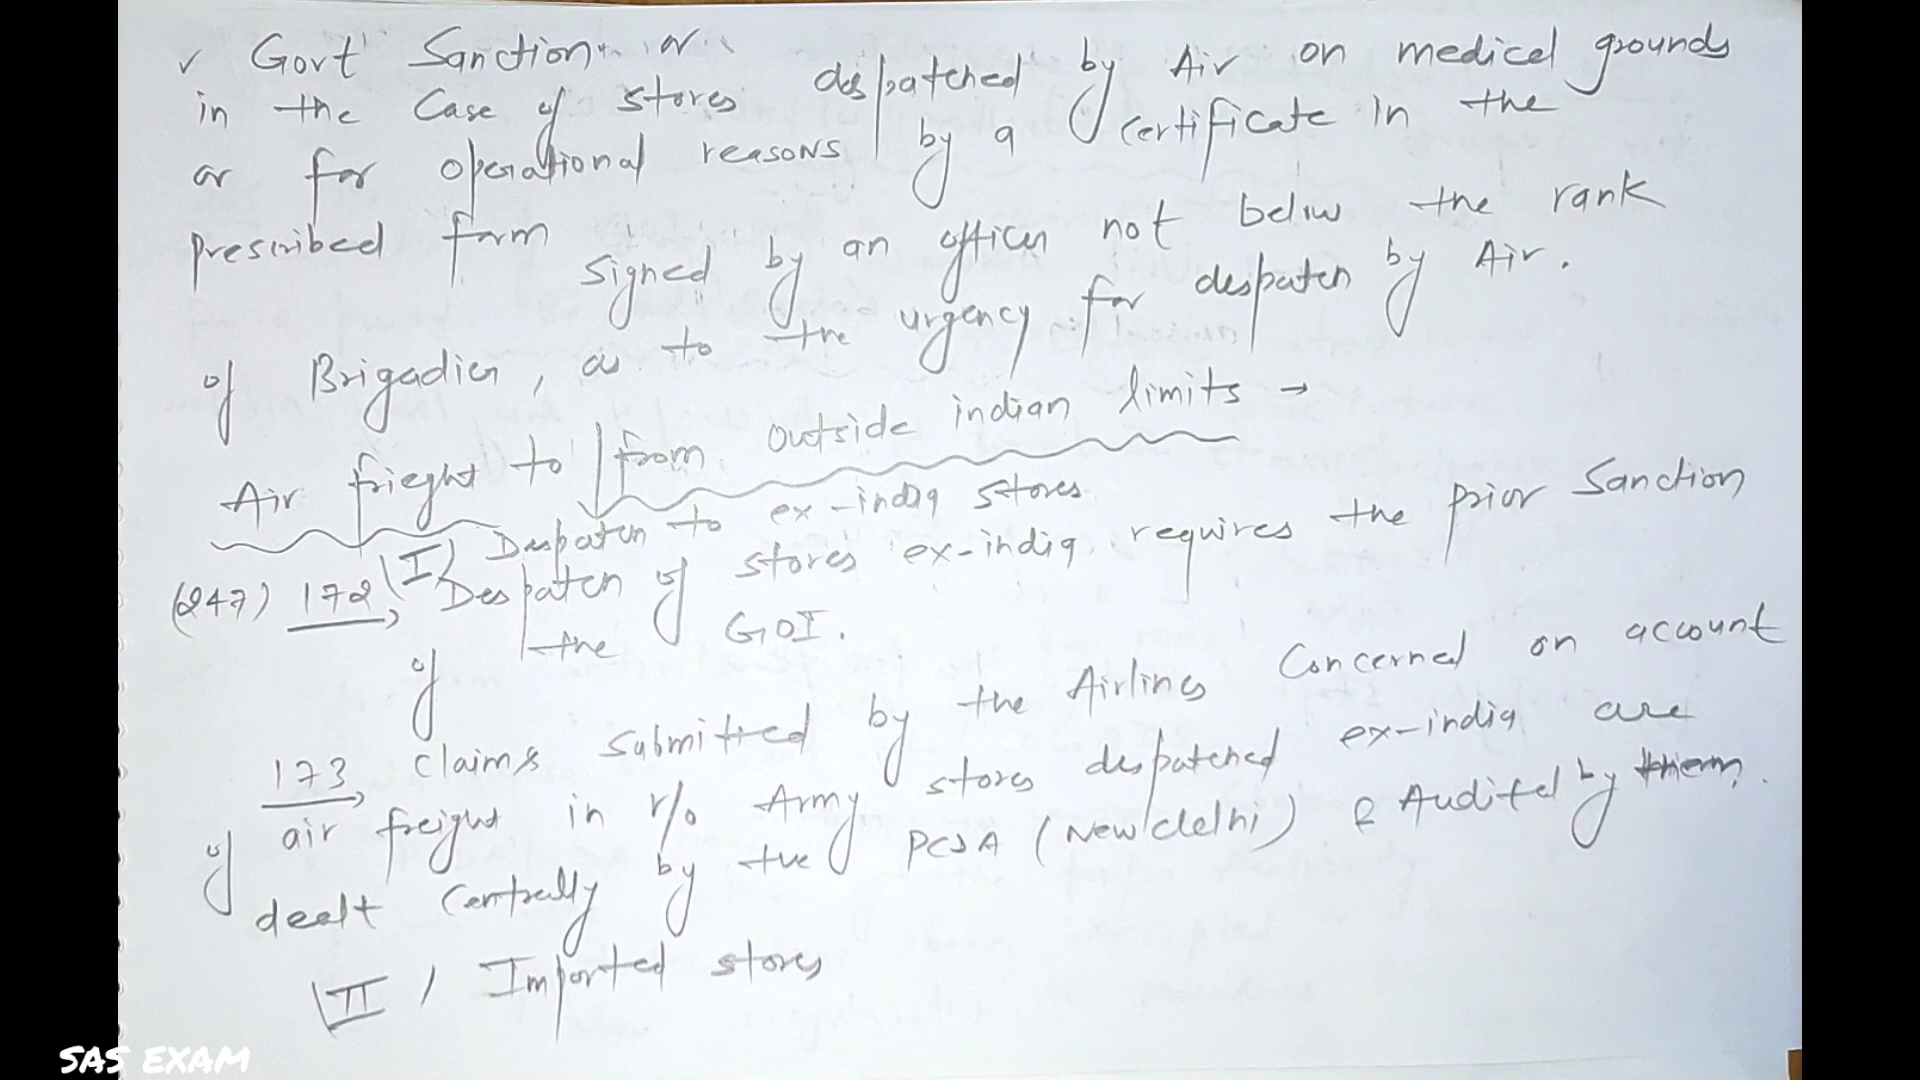 ✓ Govt Sanction or
in the case of stores despatched by Air on medical grounds
or for operational reasons by a certificate in the
prescribed form signed by an officer not below the rank
of Brigadier, as to the urgency for despatch by Air.
Air frieght to/from outside indian limits →
(I) Despatch to ex-india stores
(247) 172, Despatch of stores ex-india requires the prior Sanction
of the GOI.
173, claims submitted by the Airlines Concerned on account
of air freight in r/o Army stores despatched ex-india are
dealt Centrally by the PCDA (New delhi) & Audited by them.
II) Imported stores
SAS EXAM